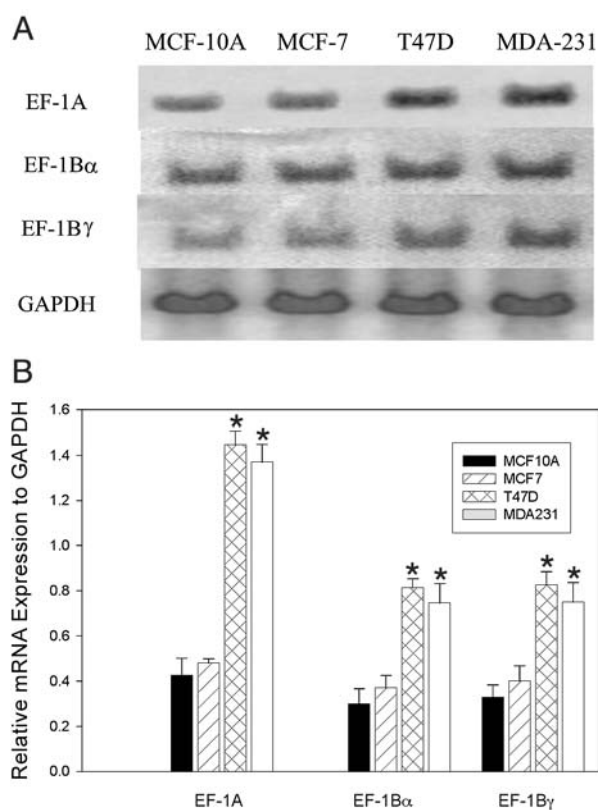 A
MCF-10A MCF-7 T47D MDA-231
EF-1A
EF-1Bα
EF-1Bγ
GAPDH
B
Relative mRNA Expression to GAPDH
1.6
1.4
1.2
1.0
0.8
0.6
0.4
0.2
0.0
* *
* *
* *
MCF10A
MCF7
T47D
MDA231
EF-1A EF-1Bα EF-1Bγ